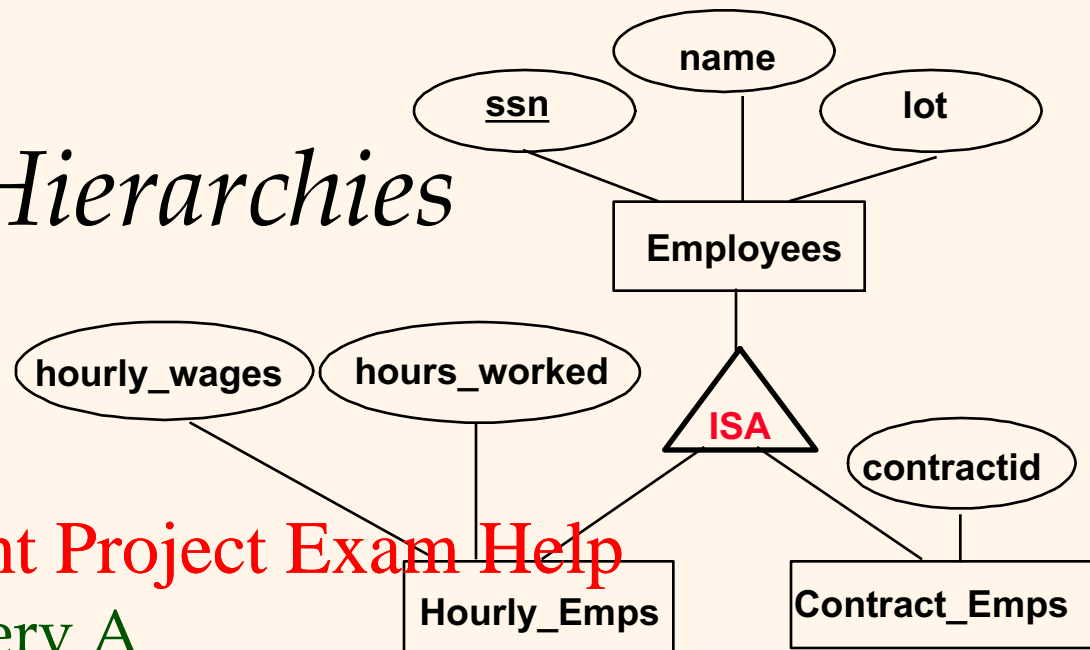 name
ssn
lot
Hierarchies
Employees
hourly_wages
hours_worked
ISA
contractid
nt Project Exam Help
Hourly_Emps
Contract_Emps
ery A